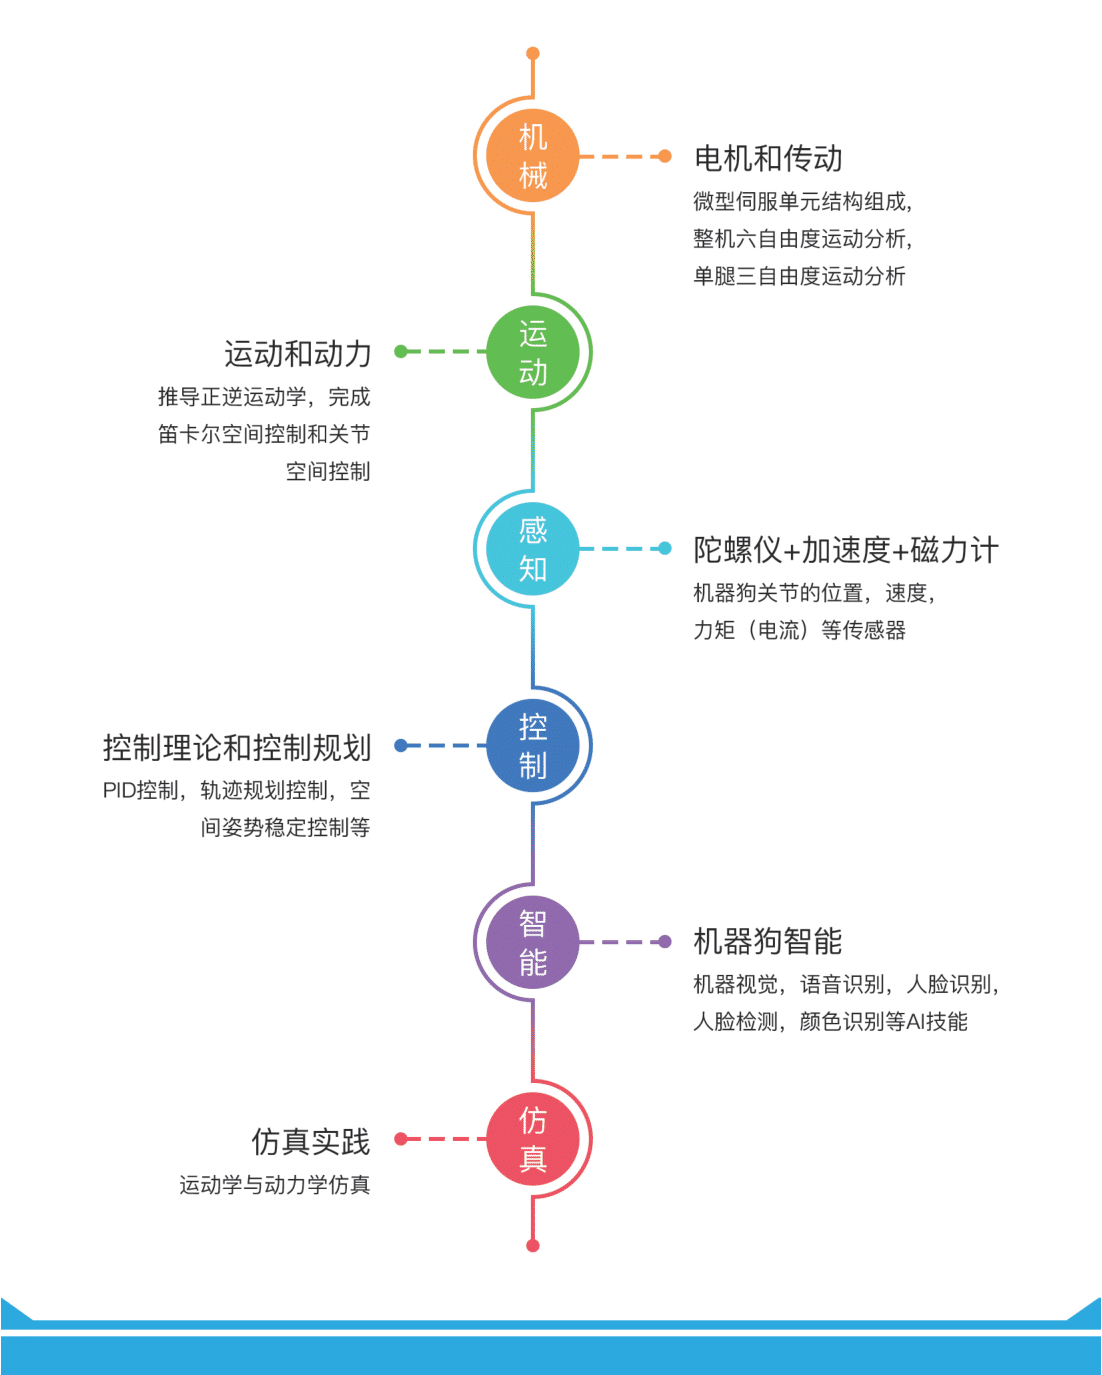 机
械
电机和传动
微型伺服单元结构组成,
整机六自由度运动分析,
单腿三自由度运动分析
运
动
运动和动力
推导正逆运动学，完成
笛卡尔空间控制和关节
空间控制
感
知
陀螺仪+加速度+磁力计
机器狗关节的位置，速度，
力矩（电流）等传感器
控
制
控制理论和控制规划
PID控制，轨迹规划控制，空
间姿势稳定控制等
智
能
机器狗智能
机器视觉，语音识别，人脸识别，
人脸检测，颜色识别等AI技能
仿
真
仿真实践
运动学与动力学仿真